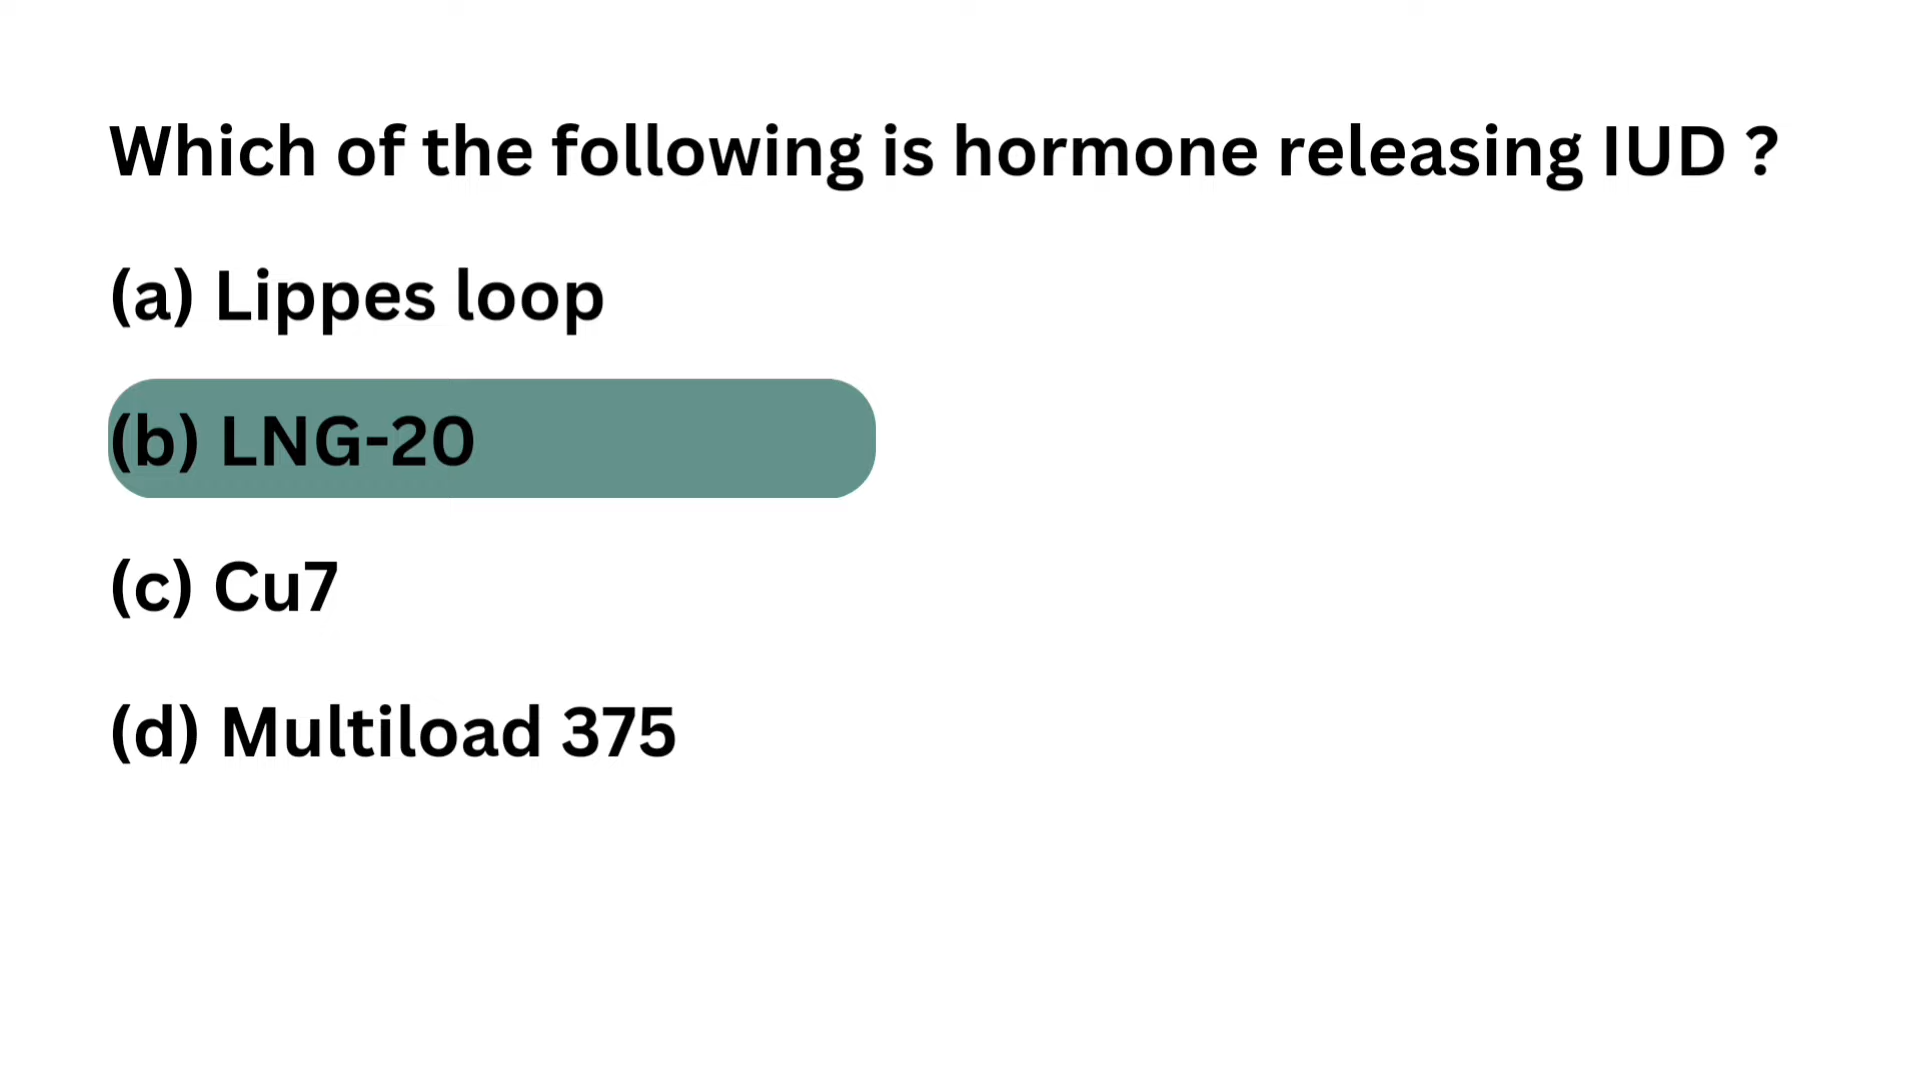 Which of the following is hormone releasing IUD ?
(a) Lippes loop
(b) LNG-20
(c) Cu7
(d) Multiload 375